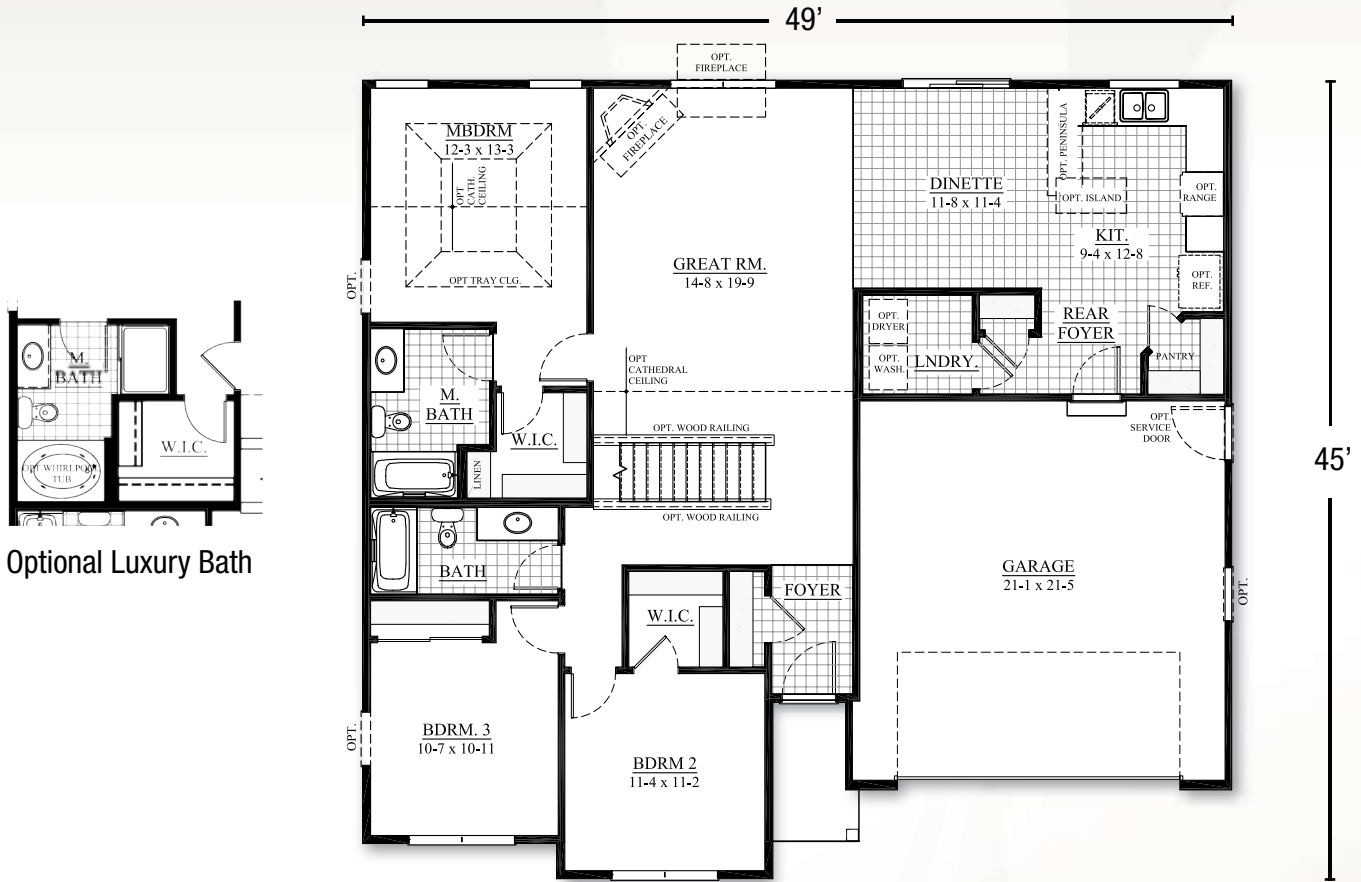 49’
OPT.
FIREPLACE
OPT.
FIREPLACE
MBDRM
12-3 x 13-3
OPT
CATH.
CEILING
OPT TRAY CLG.
OPT.
GREAT RM.
14-8 x 19-9
DINETTE
11-8 x 11-4
OPT. PENINSULA
OPT. ISLAND
OPT.
RANGE
KIT.
9-4 x 12-8
OPT.
REF.
REAR
FOYER
PANTRY
OPT.
DRYER
OPT.
WASH.
LNDRY.
OPT
CATHEDRAL
CEILING
M.
BATH
W.I.C.
LINEN
OPT. WOOD RAILING
OPT. WOOD RAILING
OPT.
SERVICE
DOOR
45’
M.
BATH
W.I.C.
OPT WHIRLPOOL
TUB
Optional Luxury Bath
BATH
W.I.C.
FOYER
GARAGE
21-1 x 21-5
OPT.
BDRM. 3
10-7 x 10-11
OPT.
BDRM 2
11-4 x 11-2